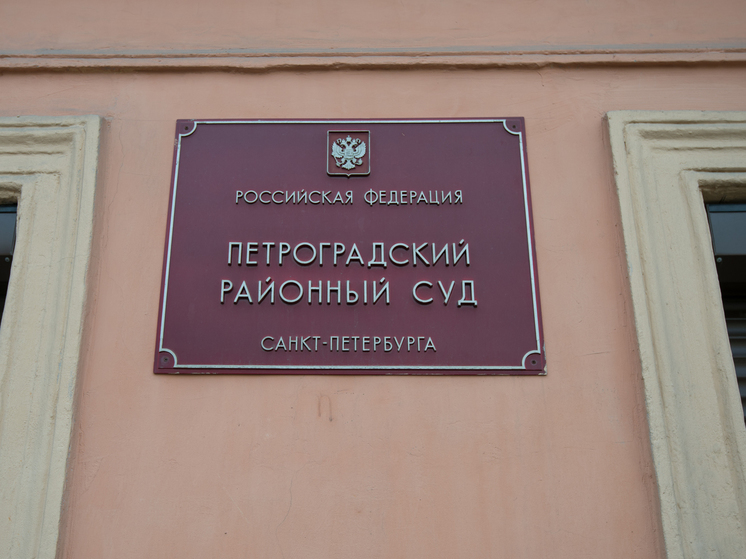 РОССИЙСКАЯ ФЕДЕРАЦИЯ
ПЕТРОГРАДСКИЙ
РАЙОННЫЙ СУД
САНКТ-ПЕТЕРБУРГА